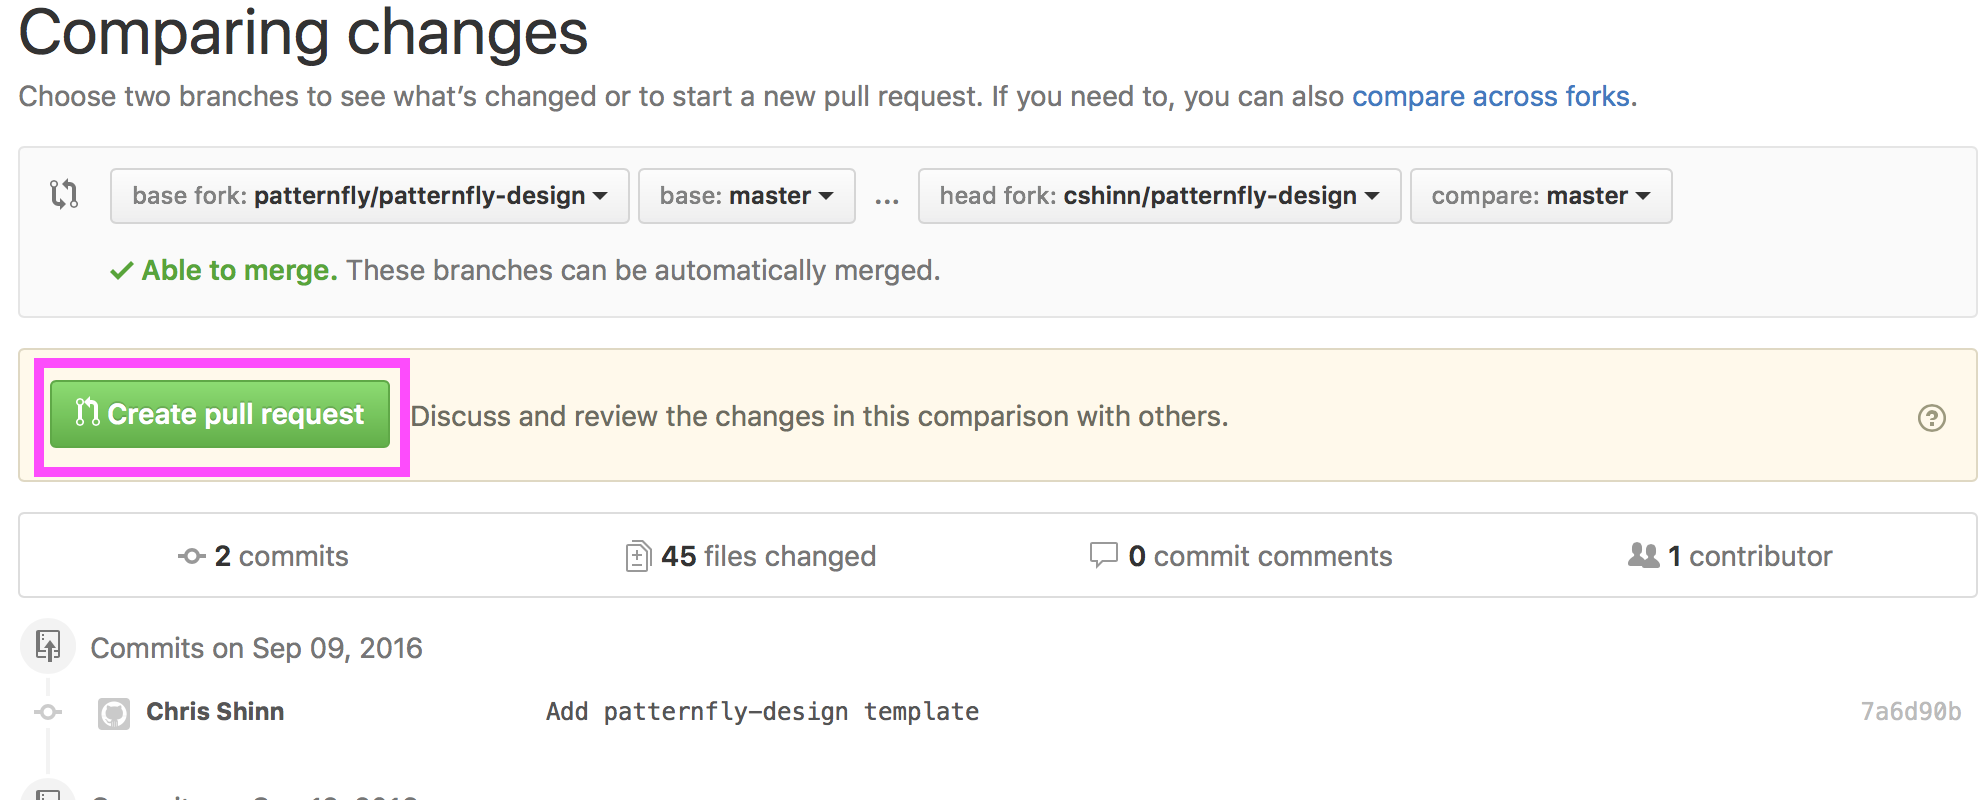 Comparing changes
Choose two branches to see what’s changed or to start a new pull request. If you need to, you can also compare across forks.
base fork: patternfly/patternfly-design base: master ... head fork: cshinn/patternfly-design compare: master
Able to merge. These branches can be automatically merged.
Create pull request Discuss and review the changes in this comparison with others.
2 commits 45 files changed 0 commit comments 1 contributor
Commits on Sep 09, 2016
Chris Shinn Add patternfly-design template 7a6d90b